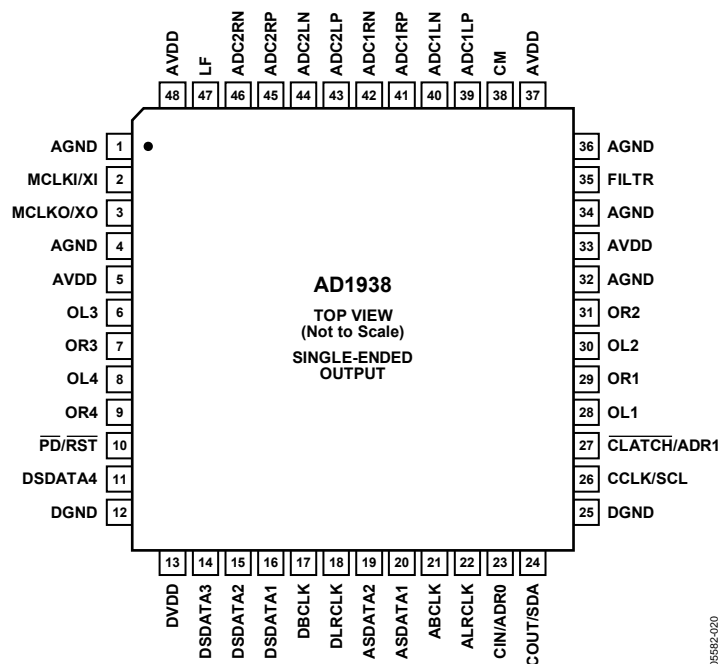 AVDD
LF
ADC2RN
ADC2RP
ADC2LN
ADC2LP
ADC1RN
ADC1RP
ADC1LN
ADC1LP
CM
AVDD
48 47 46 45 44 43 42 41 40 39 38 37
AGND 1
MCLKI/XI 2
MCLKO/XO 3
AGND 4
AVDD 5
OL3 6
OR3 7
OL4 8
OR4 9
PD/RST 10
DSDATA4 11
DGND 12
AD1938
TOP VIEW
(Not to Scale)
SINGLE-ENDED
OUTPUT
36 AGND
35 FILTR
34 AGND
33 AVDD
32 AGND
31 OR2
30 OL2
29 OR1
28 OL1
27 CLATCH/ADR1
26 CCLK/SCL
25 DGND
13 14 15 16 17 18 19 20 21 22 23 24
DVDD
DSDATA3
DSDATA2
DSDATA1
DBCLK
DLRCLK
ASDATA2
ASDATA1
ABCLK
ALRCLK
CIN/ADR0
COUT/SDA
05582-020